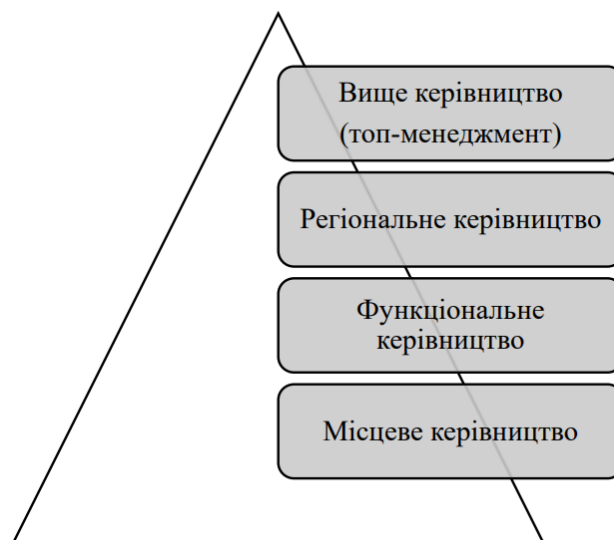 Вище керівництво
(топ-менеджмент)
Регіональне керівництво
Функціональне
керівництво
Місцеве керівництво